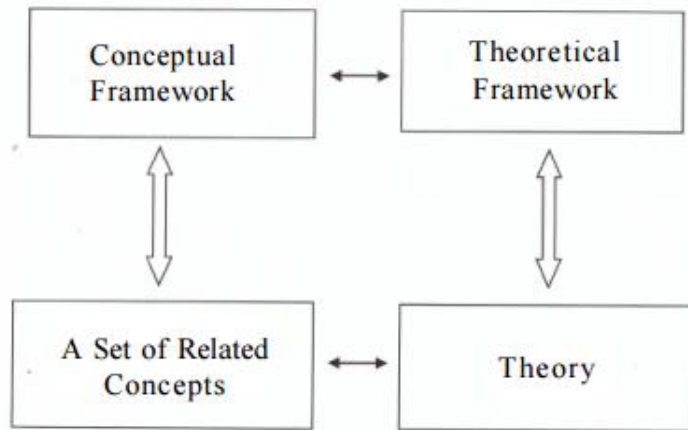 Conceptual
Framework
Theoretical
Framework
A Set of Related
Concepts
Theory